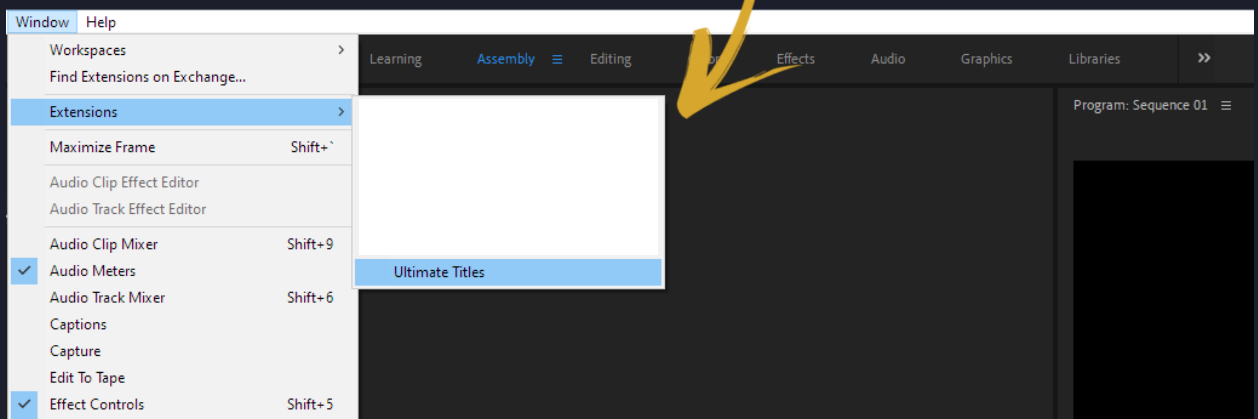 Window Help
Workspaces
Find Extensions on Exchange...
Extensions
Maximize Frame Shift+`
Audio Clip Effect Editor
Audio Track Effect Editor
Audio Clip Mixer Shift+9
Audio Meters
Audio Track Mixer Shift+6
Captions
Capture
Edit To Tape
Effect Controls Shift+5
Ultimate Titles
Learning Assembly Editing Effects Audio Graphics Libraries
Program: Sequence 01